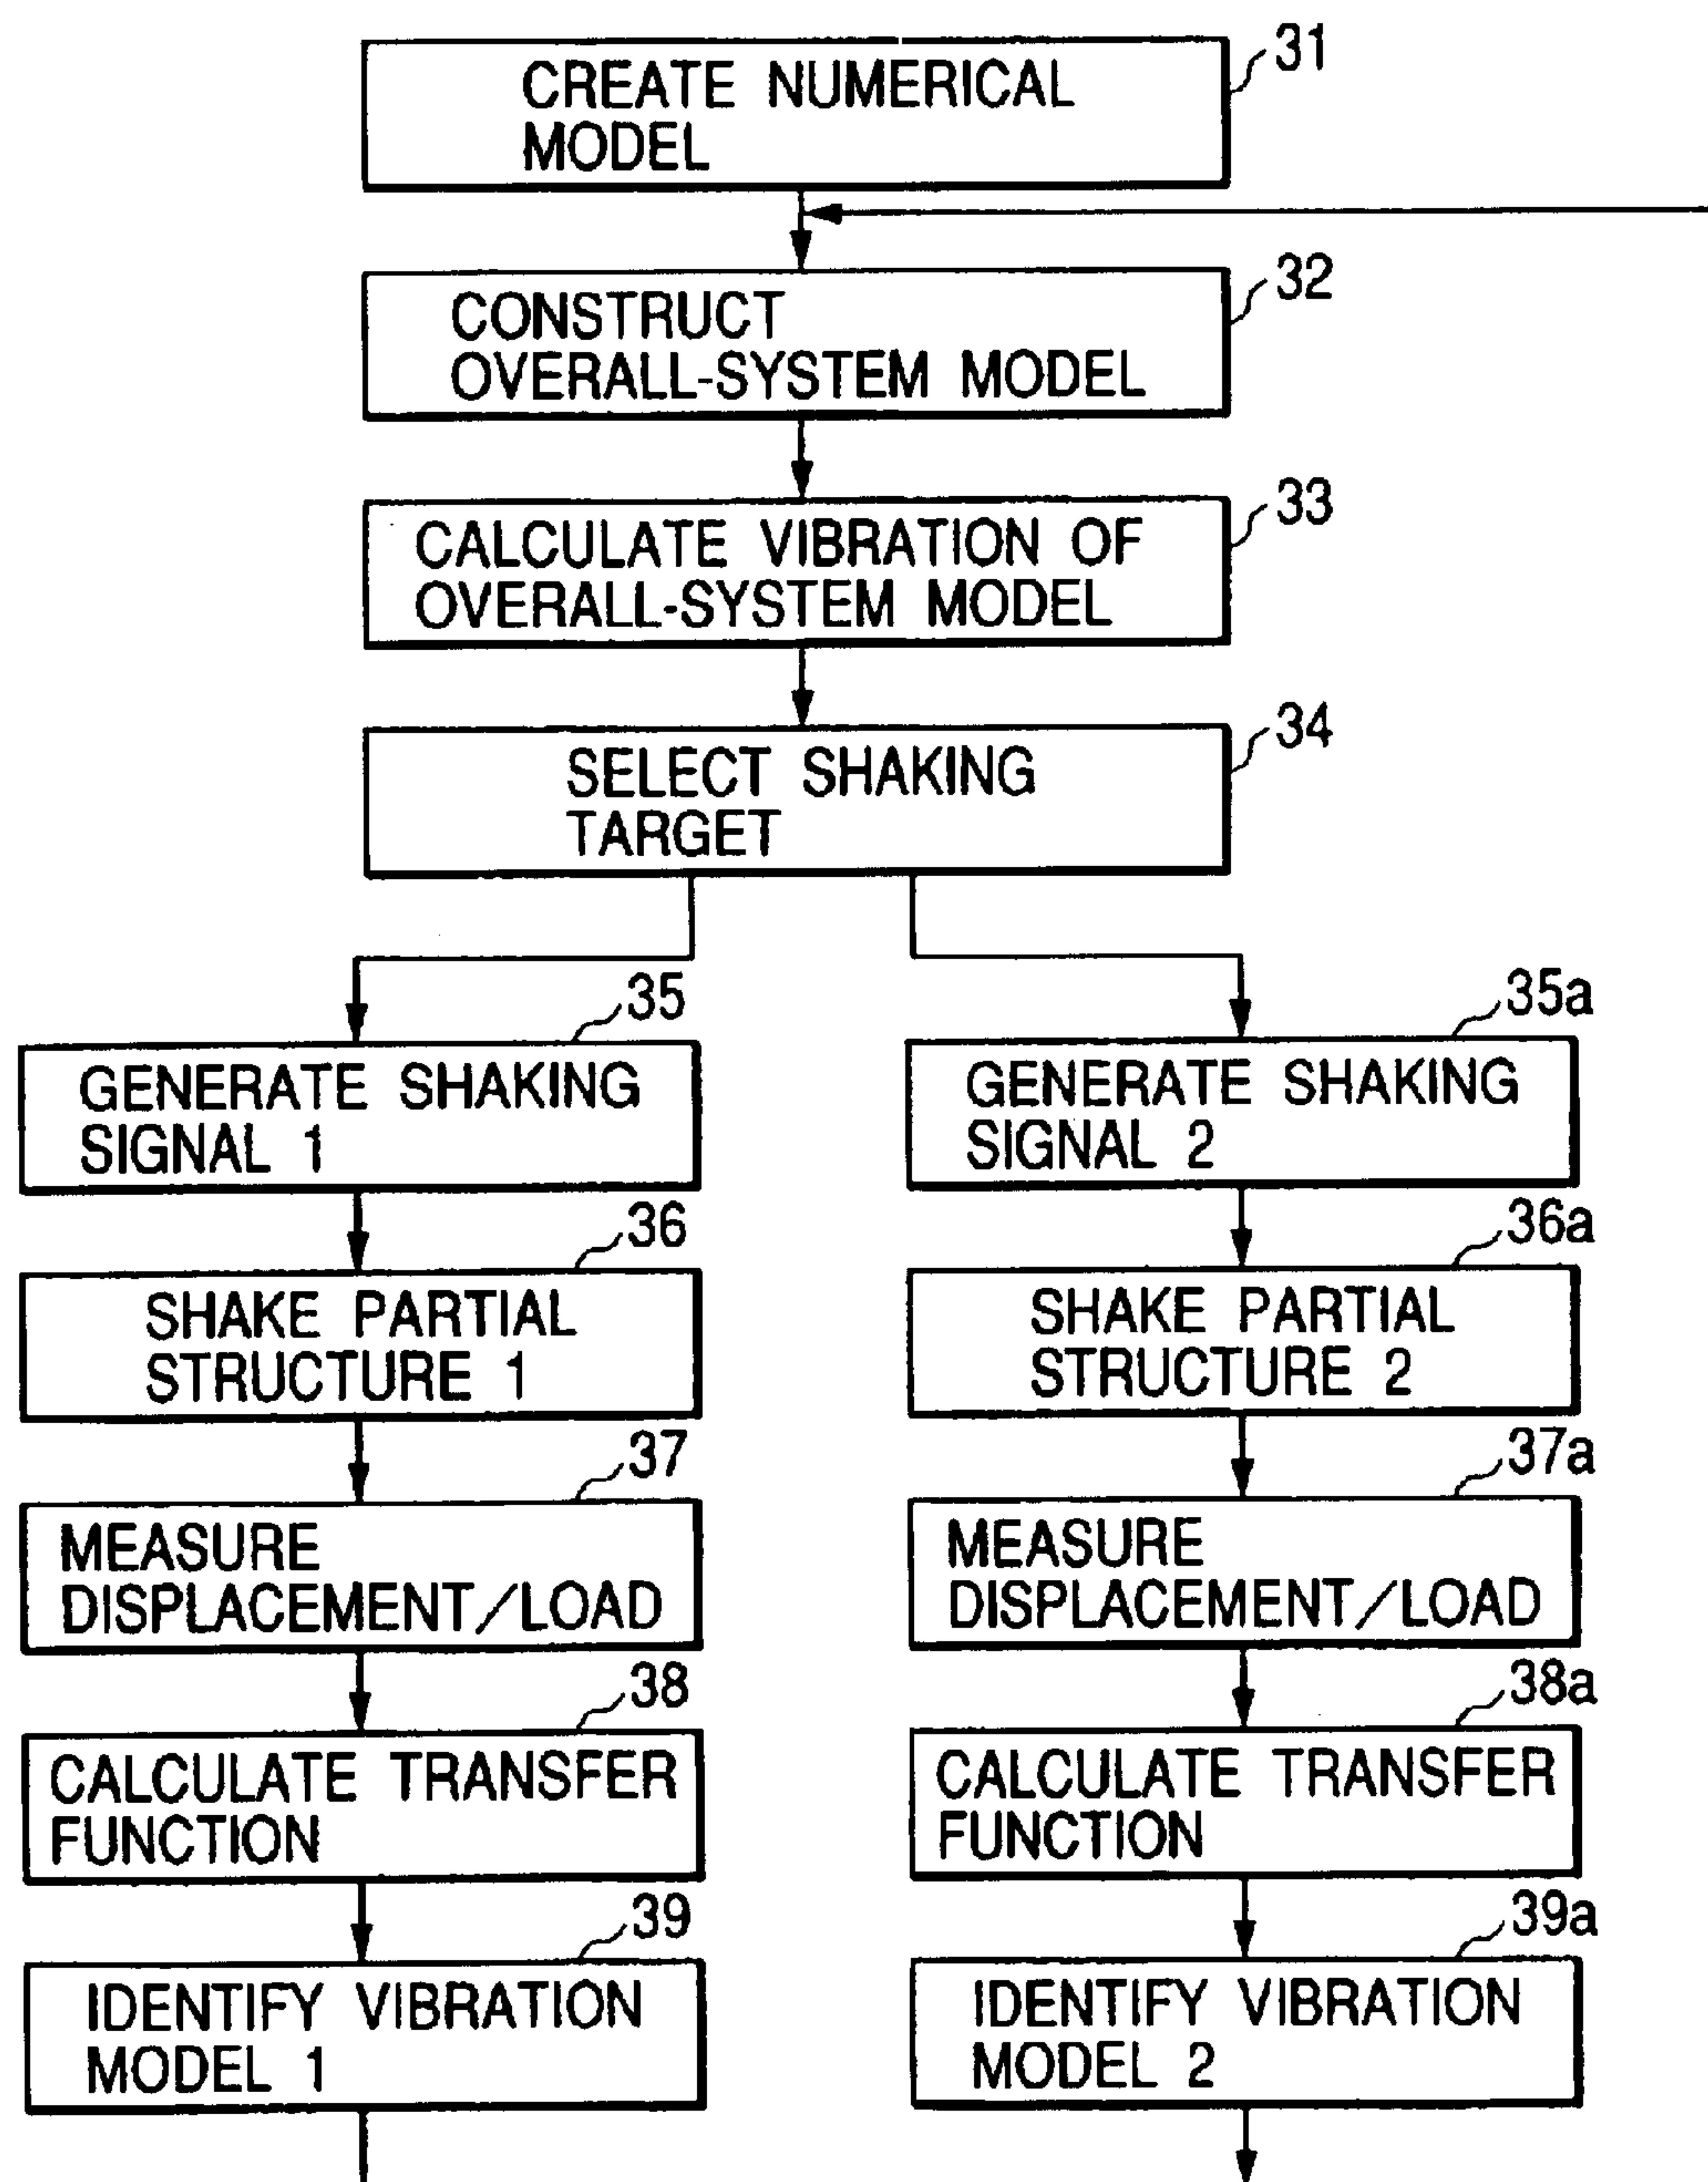 31
CREATE NUMERICAL
MODEL
32
CONSTRUCT
OVERALL-SYSTEM MODEL
33
CALCULATE VIBRATION OF
OVERALL-SYSTEM MODEL
34
SELECT SHAKING
TARGET
35
GENERATE SHAKING
SIGNAL 1
36
SHAKE PARTIAL
STRUCTURE 1
37
MEASURE
DISPLACEMENT/LOAD
38
CALCULATE TRANSFER
FUNCTION
39
IDENTIFY VIBRATION
MODEL 1
35a
GENERATE SHAKING
SIGNAL 2
36a
SHAKE PARTIAL
STRUCTURE 2
37a
MEASURE
DISPLACEMENT/LOAD
38a
CALCULATE TRANSFER
FUNCTION
39a
IDENTIFY VIBRATION
MODEL 2